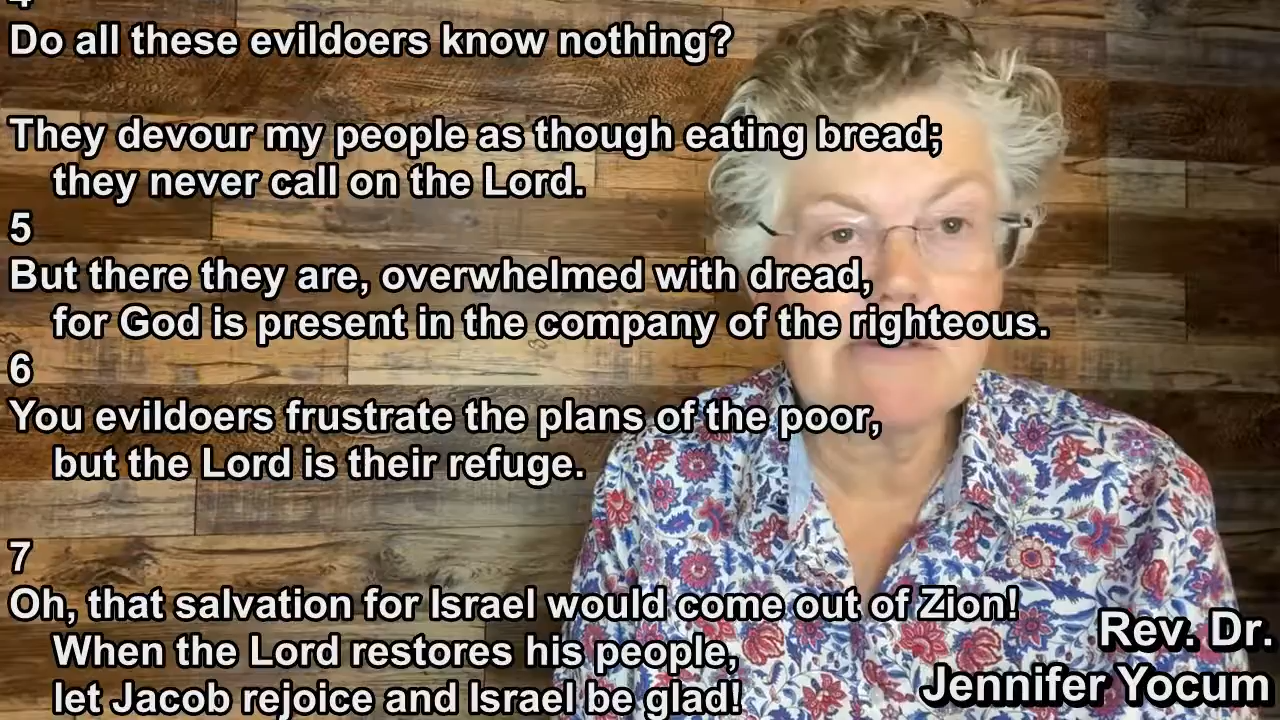 4
Do all these evildoers know nothing?
They devour my people as though eating bread;
they never call on the Lord.
5
But there they are, overwhelmed with dread,
for God is present in the company of the righteous.
6
You evildoers frustrate the plans of the poor,
but the Lord is their refuge.
7
Oh, that salvation for Israel would come out of Zion!
When the Lord restores his people,
let Jacob rejoice and Israel be glad!
Rev. Dr.
Jennifer Yocum